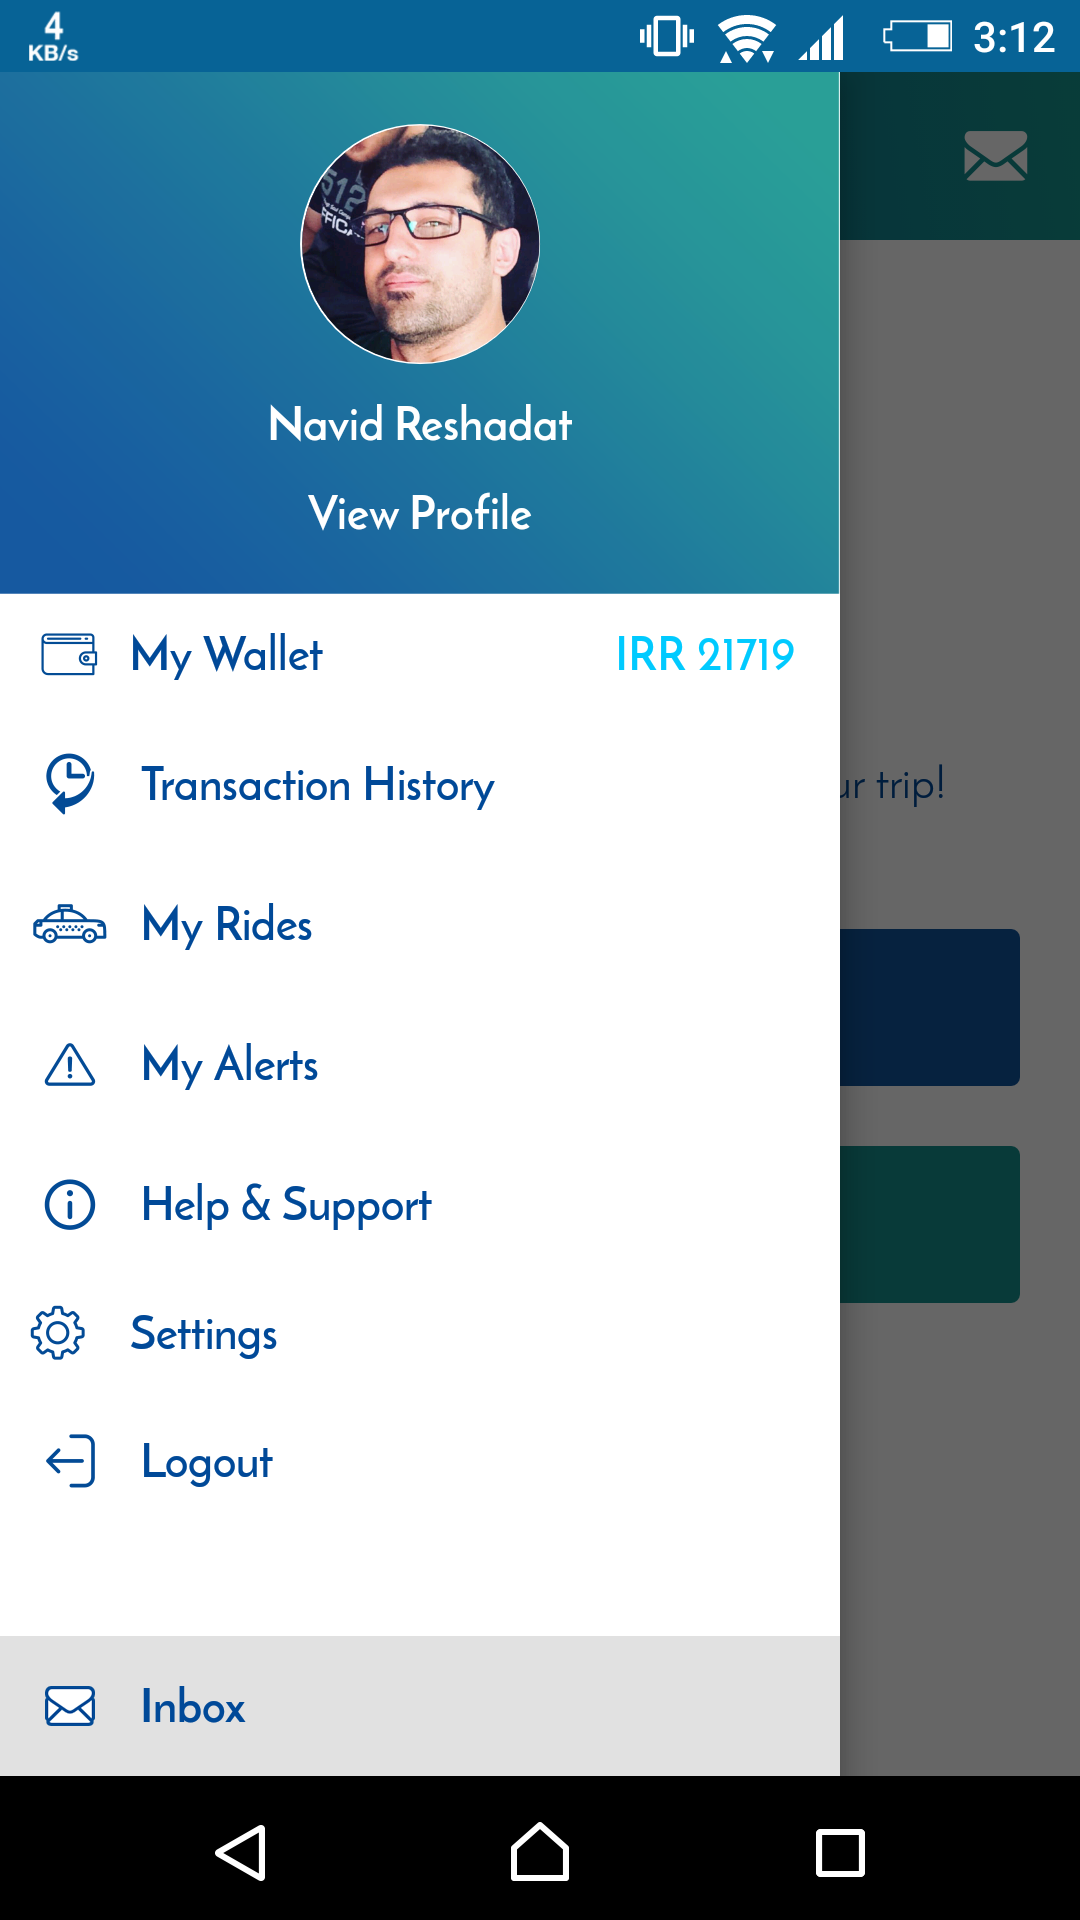 4
KB/s
3:12
Navid Reshadat
View Profile
My Wallet IRR 21719
Transaction History
ur trip!
My Rides
My Alerts
Help & Support
Settings
Logout
Inbox